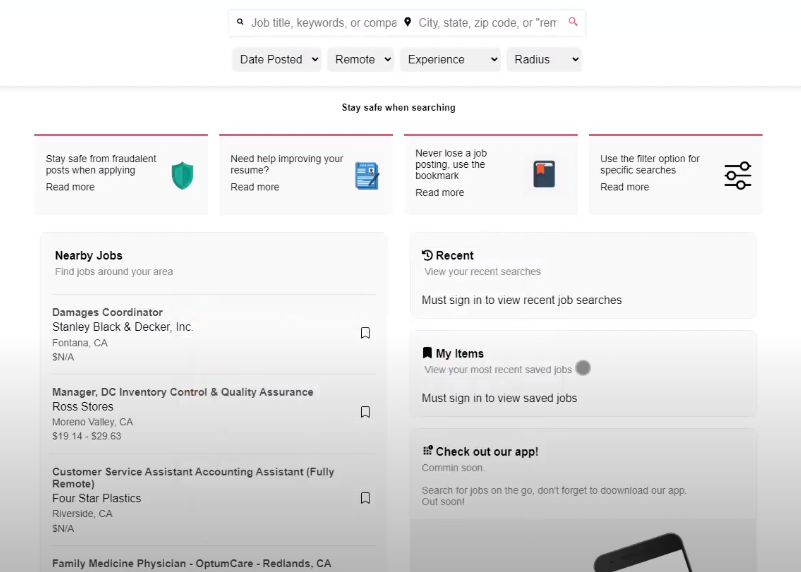 Job title, keywords, or compa
City, state, zip code, or "rem
Date Posted
Remote
Experience
Radius
Stay safe when searching
Stay safe from fraudalent
posts when applying
Read more
Need help improving your
resume?
Read more
Never lose a job
posting, use the
bookmark
Read more
Use the filter option for
specific searches
Read more
Nearby Jobs
Find jobs around your area
Damages Coordinator
Stanley Black & Decker, Inc.
Fontana, CA
$N/A
Manager, DC Inventory Control & Quality Assurance
Ross Stores
Moreno Valley, CA
$19.14 - $29.63
Customer Service Assistant Accounting Assistant (Fully
Remote)
Four Star Plastics
Riverside, CA
$N/A
Family Medicine Physician - OptumCare - Redlands, CA
Recent
View your recent searches
Must sign in to view recent job searches
My Items
View your most recent saved jobs
Must sign in to view saved jobs
Check out our app!
Commin soon.
Search for jobs on the go, don't forget to doownload our app.
Out soon!